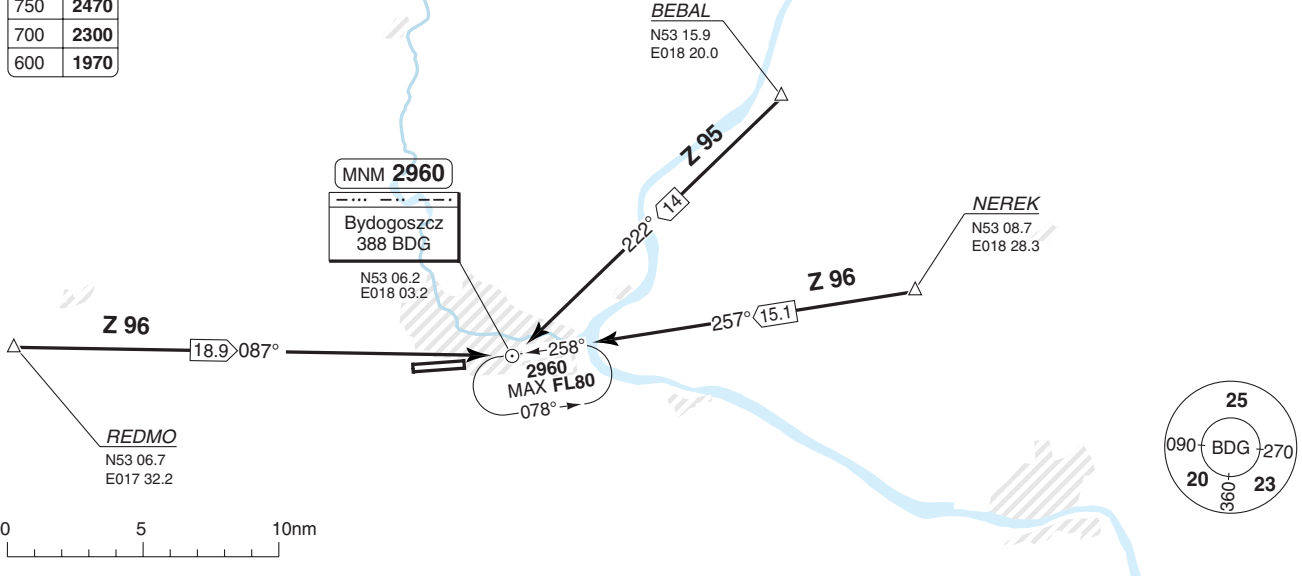 750 2470
700 2300
600 1970
BEBAL
N53 15.9
E018 20.0
Z 95
14
222°
MNM 2960
Bydogoszcz
388 BDG
N53 06.2
E018 03.2
NEREK
N53 08.7
E018 28.3
Z 96
257° 15.1
Z 96
18.9 087°
258°
2960
MAX FL80
078°
REDMO
N53 06.7
E017 32.2
0 5 10nm
25
090 BDG 270
20 360 23